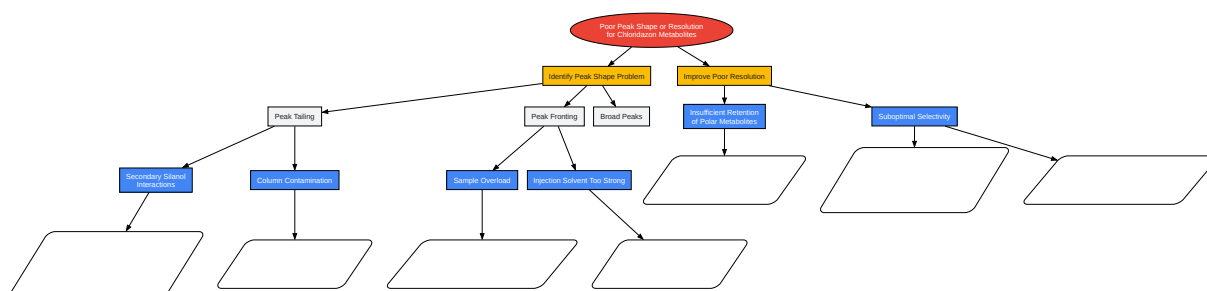 Poor Peak Shape or Resolution
for Chloridazon Metabolites
Identify Peak Shape Problem
Improve Poor Resolution
Peak Tailing
Peak Fronting
Broad Peaks
Insufficient Retention
of Polar Metabolites
Suboptimal Selectivity
Secondary Silanol
Interactions
Column Contamination
Sample Overload
Injection Solvent Too Strong